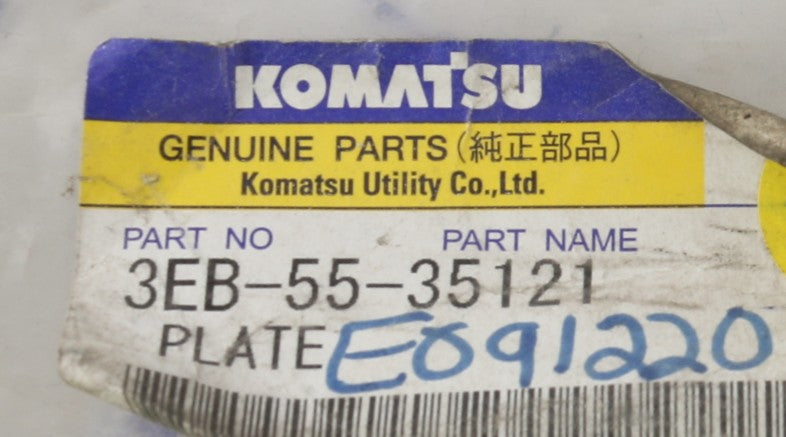 KOMATSU
GENUINE PARTS (純正部品)
Komatsu Utility Co.,Ltd.
PART NO PART NAME
3EB-55-35121
PLATE E091220